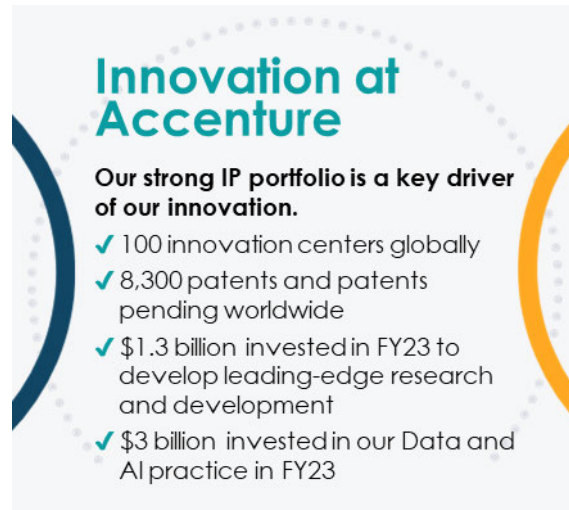 Innovation at
Accenture
Our strong IP portfolio is a key driver
of our innovation.
✓ 100 innovation centers globally
✓ 8,300 patents and patents
pending worldwide
✓ $1.3 billion invested in FY23 to
develop leading-edge research
and development
✓ $3 billion invested in our Data and
AI practice in FY23